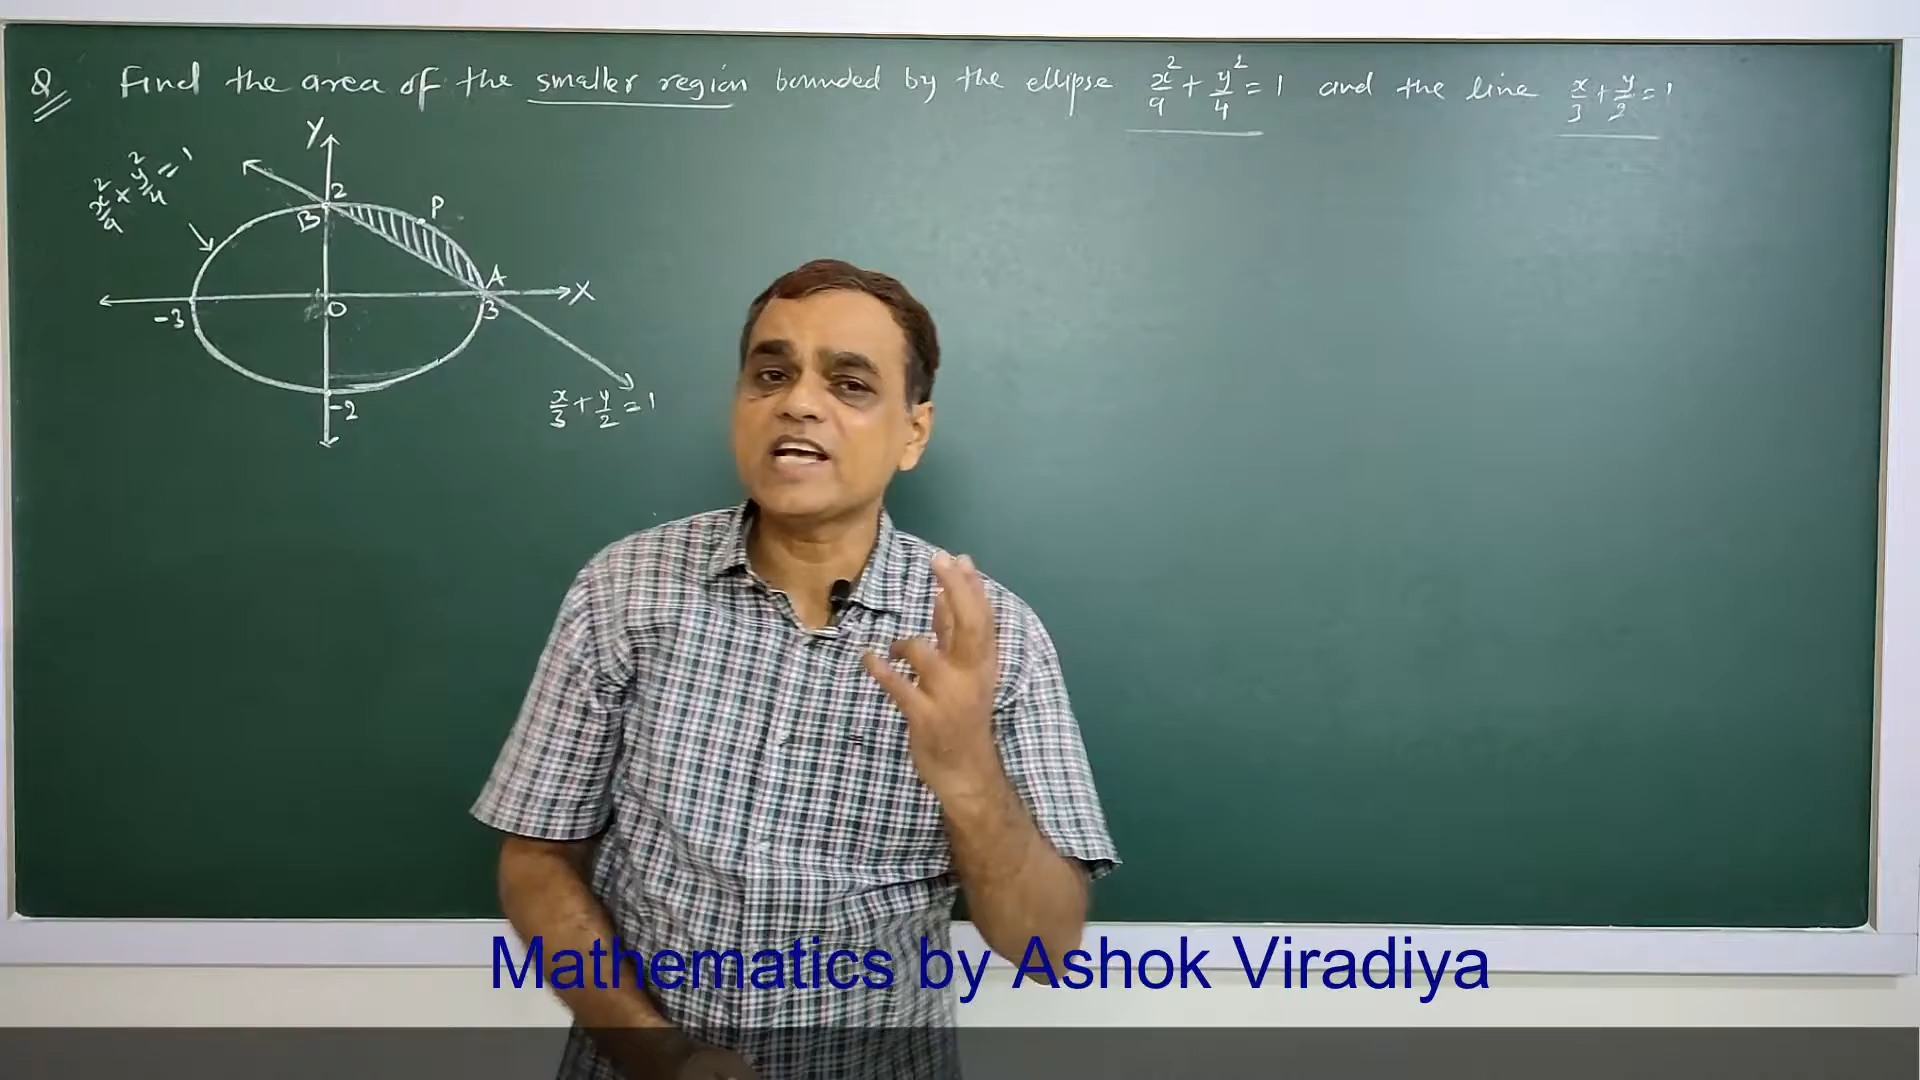 Q Find the area of the smaller region bounded by the ellipse x²/9 + y²/4 = 1 and the line x/3 + y/2 = 1
Y
x²/9 + y²/4 = 1
2
B
P
A
X
-3
O
3
-2
x/3 + y/2 = 1
Mathematics by Ashok Viradiya